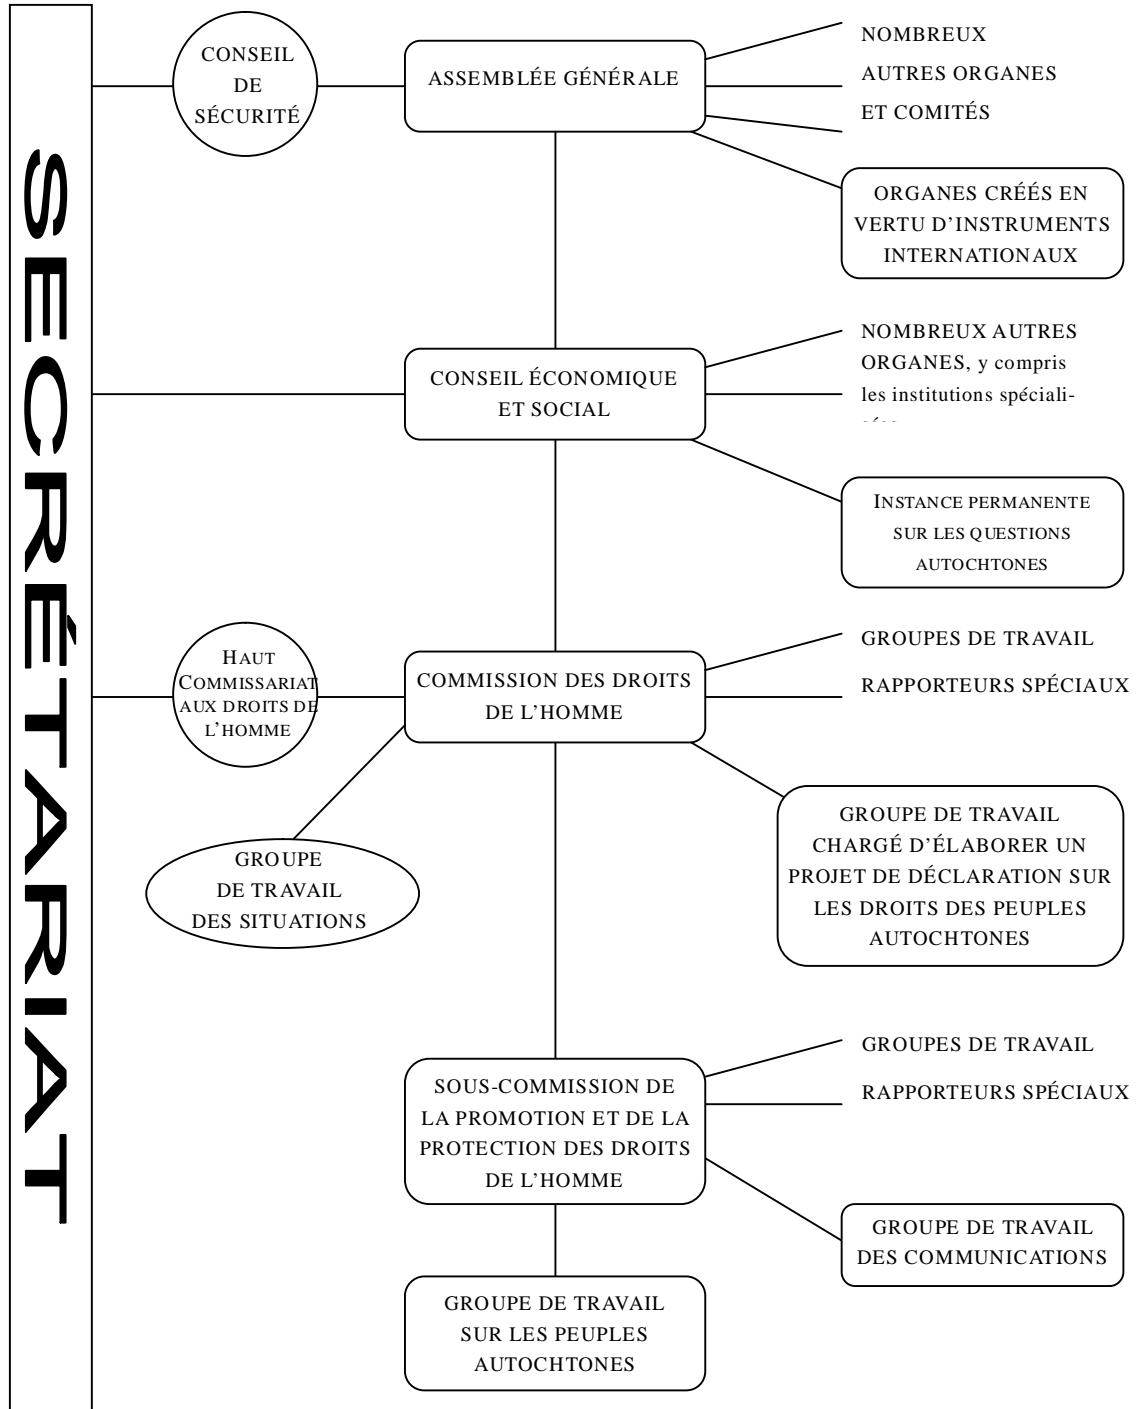 SECRÉTARIAT
CONSEIL
DE
SÉCURITÉ
ASSEMBLÉE GÉNÉRALE
NOMBREUX
AUTRES ORGANES
ET COMITÉS
ORGANES CRÉÉS EN
VERTU D’INSTRUMENTS
INTERNATIONAUX
CONSEIL ÉCONOMIQUE
ET SOCIAL
NOMBREUX AUTRES
ORGANES, y compris
les institutions spéciali-
INSTANCE PERMANENTE
SUR LES QUESTIONS
AUTOCHTONES
HAUT
COMMISSARIAT
AUX DROITS DE
L’HOMME
COMMISSION DES DROITS
DE L’HOMME
GROUPES DE TRAVAIL
RAPPORTEURS SPÉCIAUX
GROUPE
DE TRAVAIL
DES SITUATIONS
GROUPE DE TRAVAIL
CHARGÉ D’ÉLABORER UN
PROJET DE DÉCLARATION SUR
LES DROITS DES PEUPLES
AUTOCHTONES
SOUS-COMMISSION DE
LA PROMOTION ET DE LA
PROTECTION DES DROITS
DE L’HOMME
GROUPES DE TRAVAIL
RAPPORTEURS SPÉCIAUX
GROUPE DE TRAVAIL
DES COMMUNICATIONS
GROUPE DE TRAVAIL
SUR LES PEUPLES
AUTOCHTONES